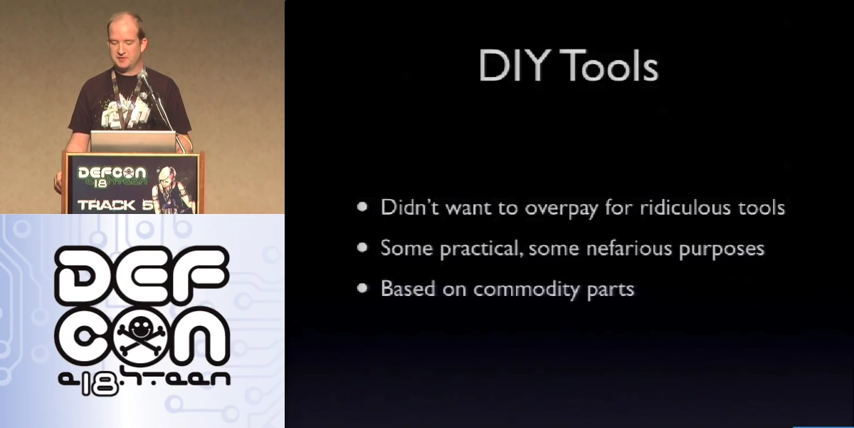 DIY Tools
Didn't want to overpay for ridiculous tools
Some practical, some nefarious purposes
Based on commodity parts
DEFCON
18
TRACK 5
DEF
CON
e18hteen